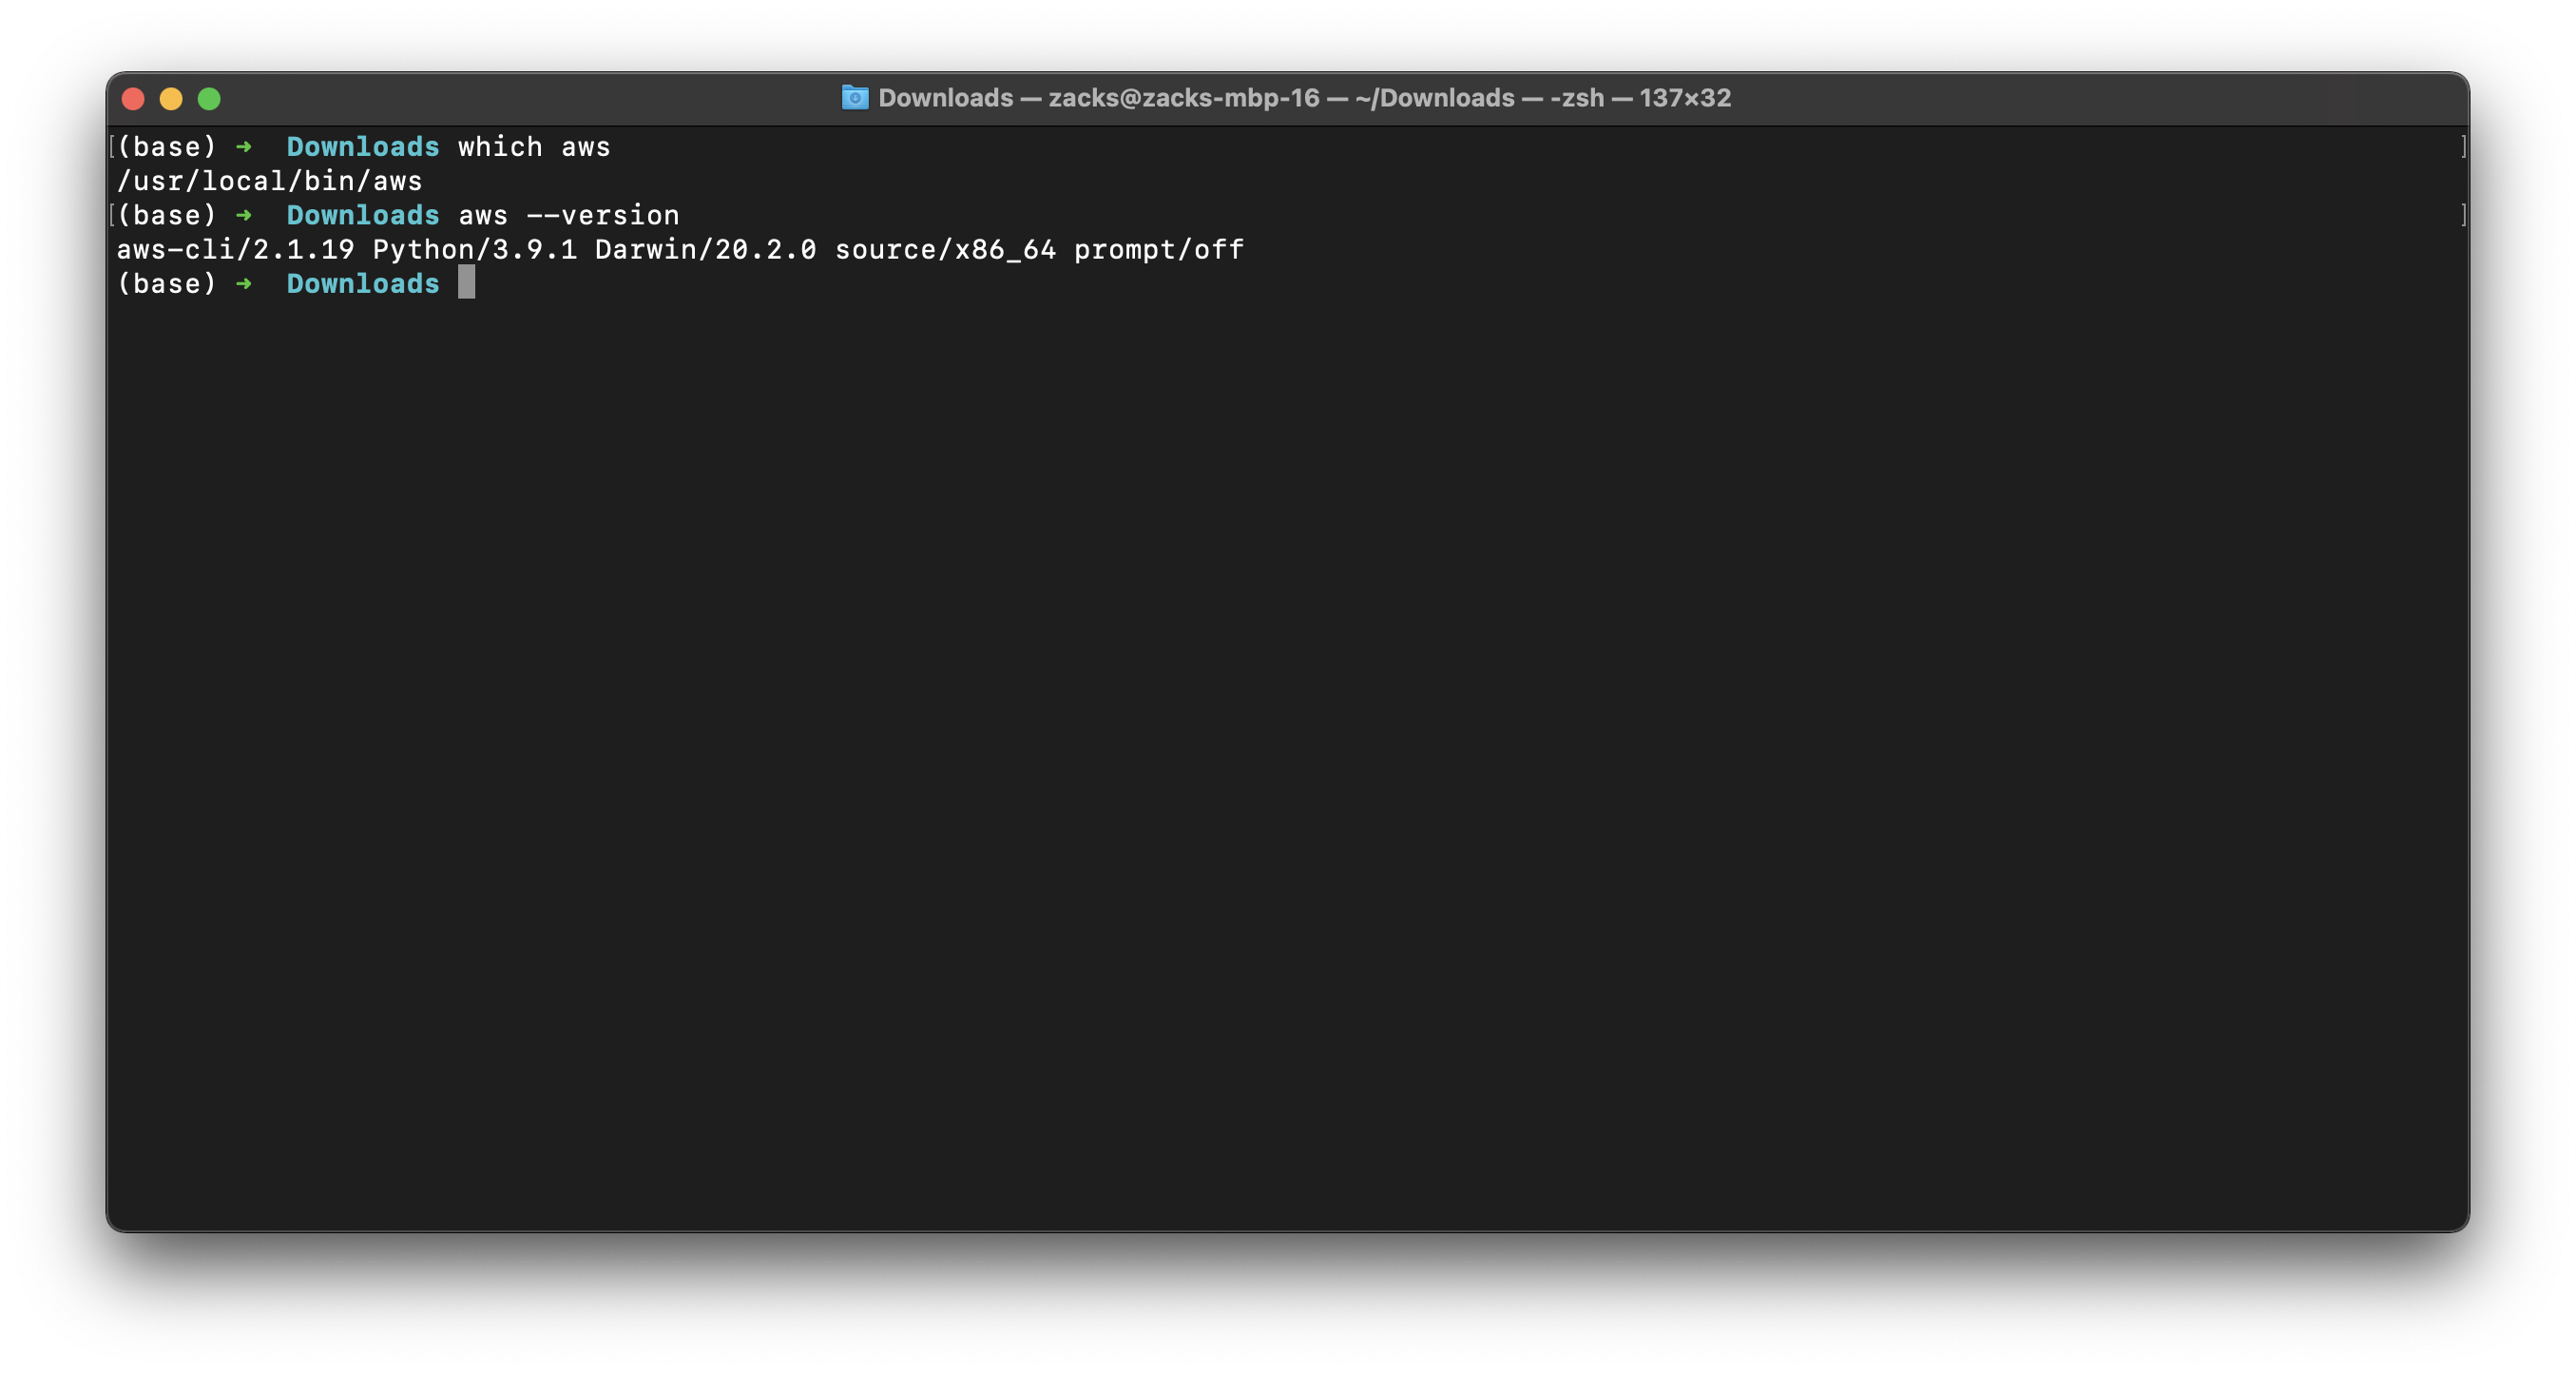 Downloads — zacks@zacks-mbp-16 — ~/Downloads — -zsh — 137×32
[(base) ➜  Downloads which aws ]
/usr/local/bin/aws
[(base) ➜  Downloads aws --version ]
aws-cli/2.1.19 Python/3.9.1 Darwin/20.2.0 source/x86_64 prompt/off
(base) ➜  Downloads